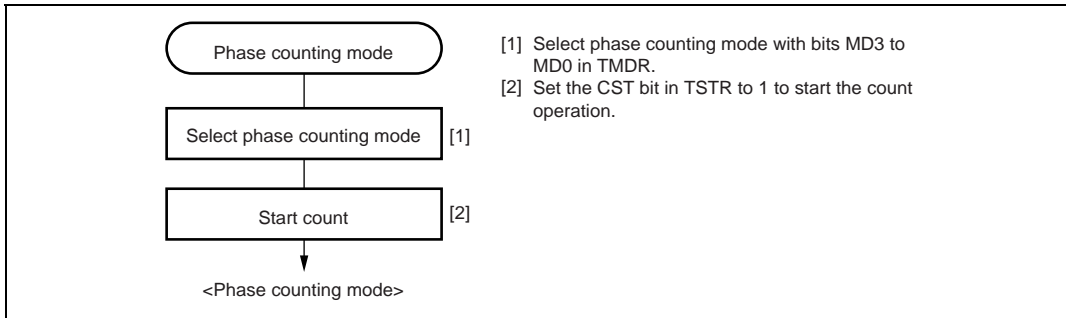 Phase counting mode
Select phase counting mode
[1]
Start count
[2]
<Phase counting mode>
[1] Select phase counting mode with bits MD3 to
MD0 in TMDR.
[2] Set the CST bit in TSTR to 1 to start the count
operation.